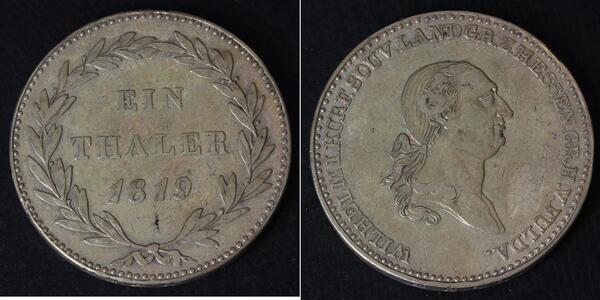 EIN
THALER
1819
WILHELM I. KURF. SOUV. LANDGR. Z. HESSEN. GR. H. V. FULDA.